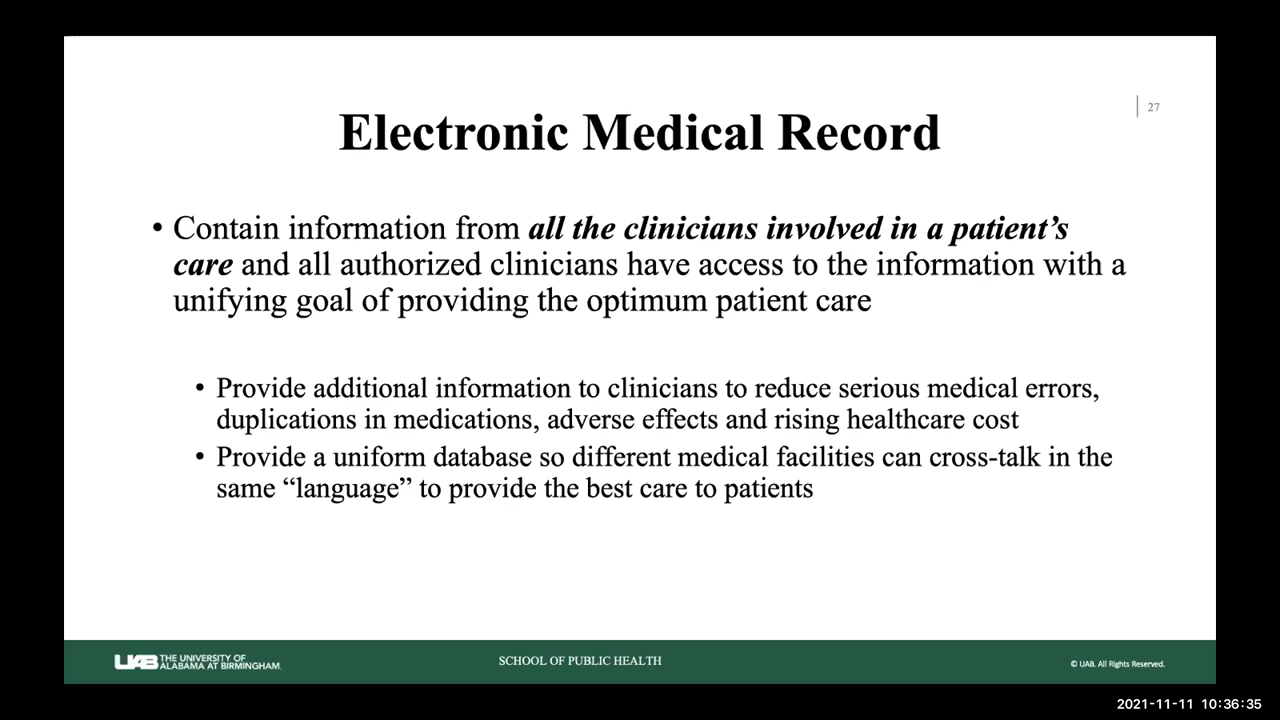 27
Electronic Medical Record
• Contain information from all the clinicians involved in a patient’s
care and all authorized clinicians have access to the information with a
unifying goal of providing the optimum patient care
• Provide additional information to clinicians to reduce serious medical errors,
duplications in medications, adverse effects and rising healthcare cost
• Provide a uniform database so different medical facilities can cross-talk in the
same “language” to provide the best care to patients
UAB THE UNIVERSITY OF
ALABAMA AT BIRMINGHAM.
SCHOOL OF PUBLIC HEALTH
© UAB. All Rights Reserved.
2021-11-11 10:36:35